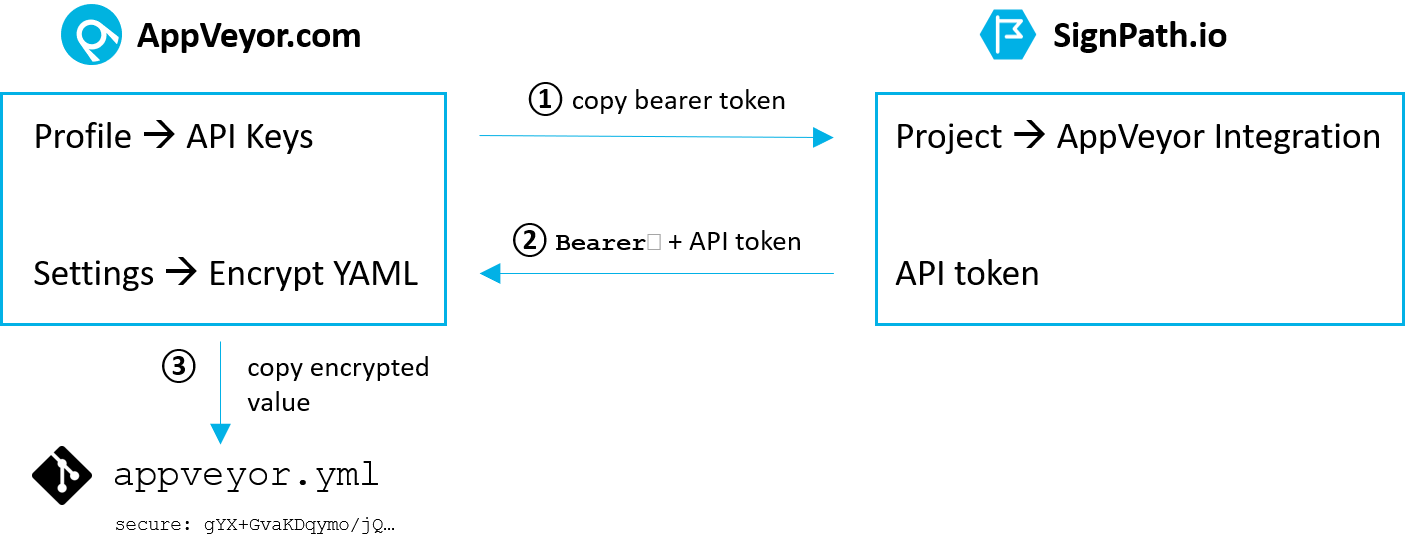 AppVeyor.com
SignPath.io
① copy bearer token
Profile → API Keys
Project → AppVeyor Integration
② Bearer□ + API token
Settings → Encrypt YAML
API token
③ copy encrypted
value
appveyor.yml
secure: gYX+GvaKDqymo/jQ…